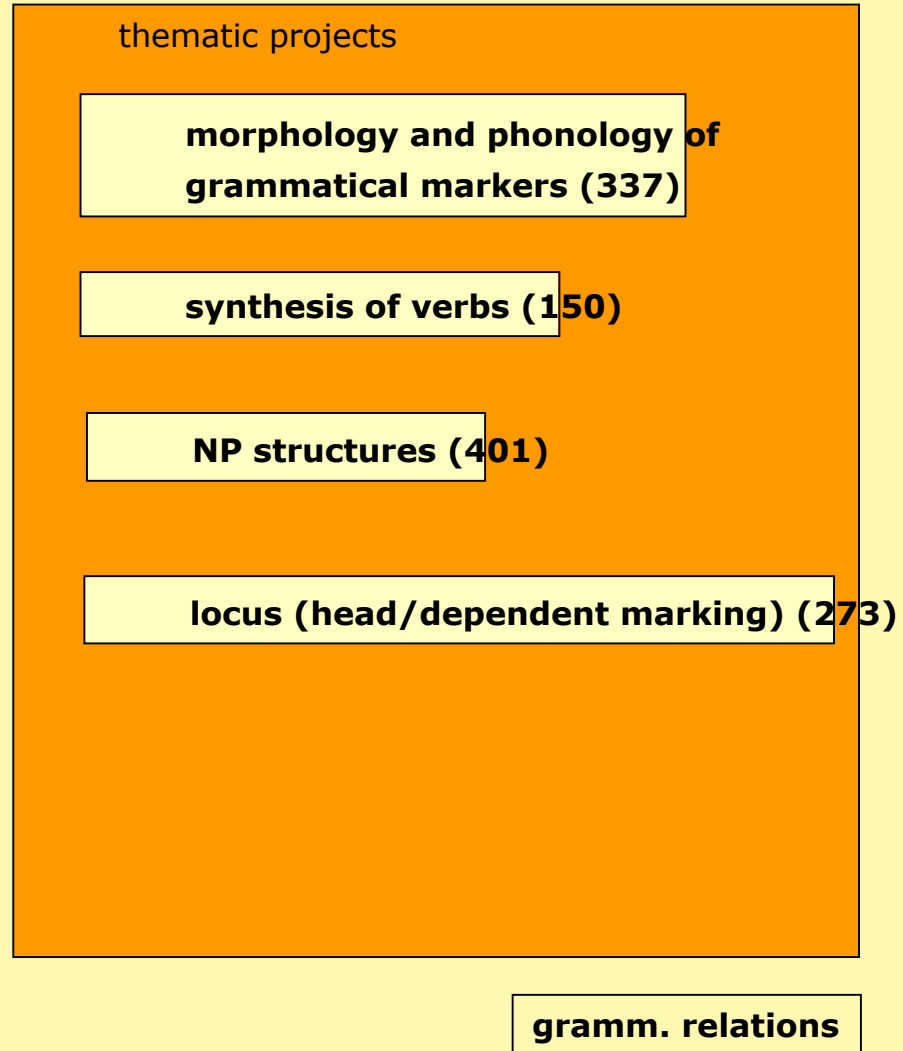 thematic projects
morphology and phonology of
grammatical markers (337)
synthesis of verbs (150)
NP structures (401)
locus (head/dependent marking) (273)
gramm. relations